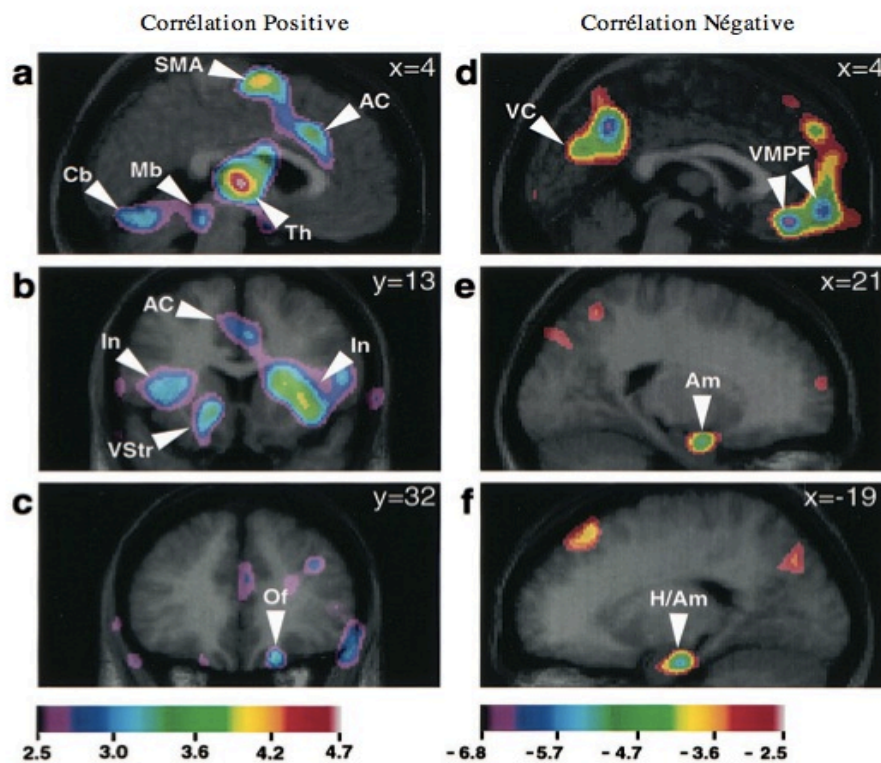 Corrélation Positive
Corrélation Négative
a
SMA
x=4
AC
Cb
Mb
Th
d
x=4
VC
VMPF
b
y=13
AC
In
In
VStr
e
x=21
Am
c
y=32
Of
f
x=-19
H/Am
2.5 3.0 3.6 4.2 4.7
-6.8 -5.7 -4.7 -3.6 -2.5